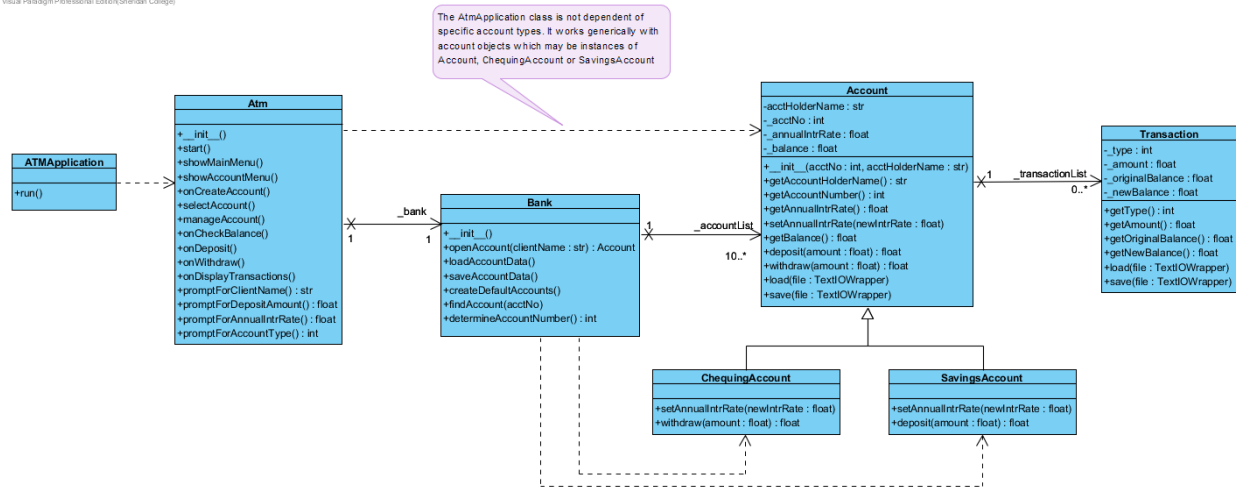 Visual Paradigm Professional Edition(Sheridan College)
The AtmApplication class is not dependent of
specific account types. It works generically with
account objects which may be instances of
Account, ChequingAccount or SavingsAccount
ATMApplication
+run()
Atm
+__init__()
+start()
+showMainMenu()
+showAccountMenu()
+onCreateAccount()
+selectAccount()
+manageAccount()
+onCheckBalance()
+onDeposit()
+onWithdraw()
+onDisplayTransactions()
+promptForClientName() : str
+promptForDepositAmount() : float
+promptForAnnualIntrRate() : float
+promptForAccountType() : int
_bank
1
1
Bank
+__init__()
+openAccount(clientName : str) : Account
+loadAccountData()
+saveAccountData()
+createDefaultAccounts()
+findAccount(acctNo)
+determineAccountNumber() : int
1
_accountList
10..*
Account
-acctHolderName : str
-_acctNo : int
-_annualIntrRate : float
-_balance : float
+__init__(acctNo : int, acctHolderName : str)
+getAccountHolderName() : str
+getAccountNumber() : int
+getAnnualIntrRate() : float
+setAnnualIntrRate(newIntrRate : float)
+getBalance() : float
+deposit(amount : float) : float
+withdraw(amount : float) : float
+load(file : TextIOWrapper)
+save(file : TextIOWrapper)
1
_transactionList
0..*
Transaction
-_type : int
-_amount : float
-_originalBalance : float
-_newBalance : float
+getType() : int
+getAmount() : float
+getOriginalBalance() : float
+getNewBalance() : float
+load(file : TextIOWrapper)
+save(file : TextIOWrapper)
ChequingAccount
+setAnnualIntrRate(newIntrRate : float)
+withdraw(amount : float) : float
SavingsAccount
+setAnnualIntrRate(newIntrRate : float)
+deposit(amount : float) : float